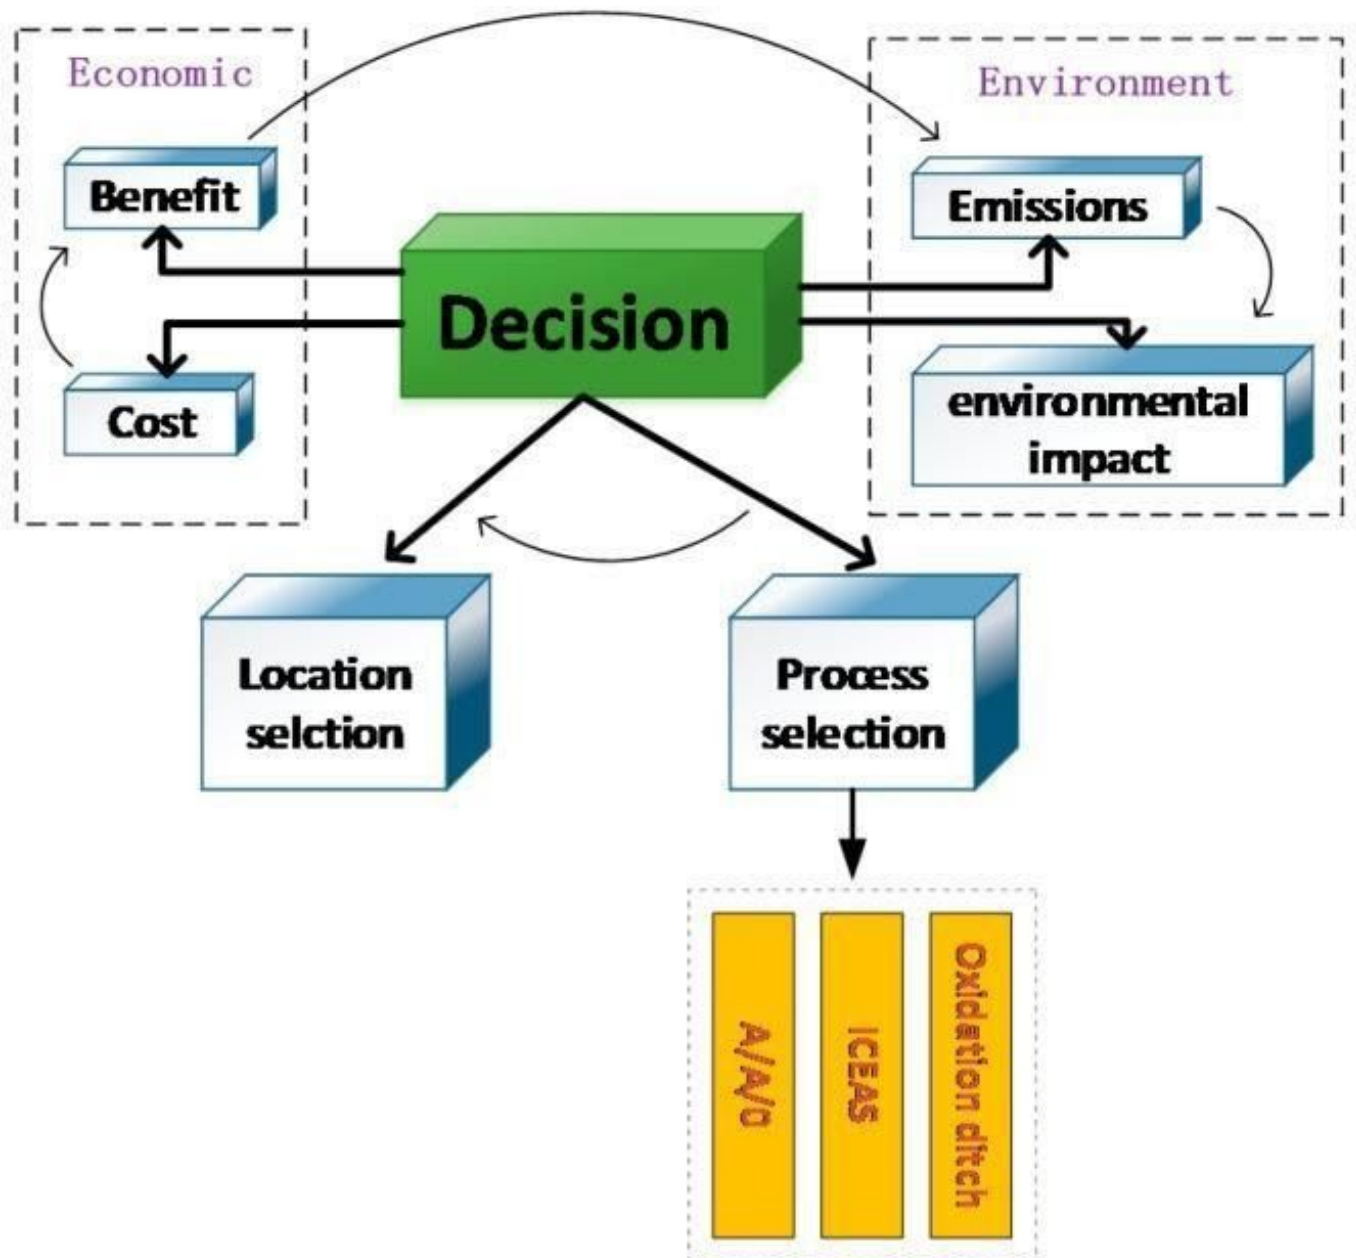 Economic
Environment
Benefit
Emissions
Decision
Cost
environmental
impact
Location
selction
Process
selection
A/A/O
ICEAS
Oxidation ditch